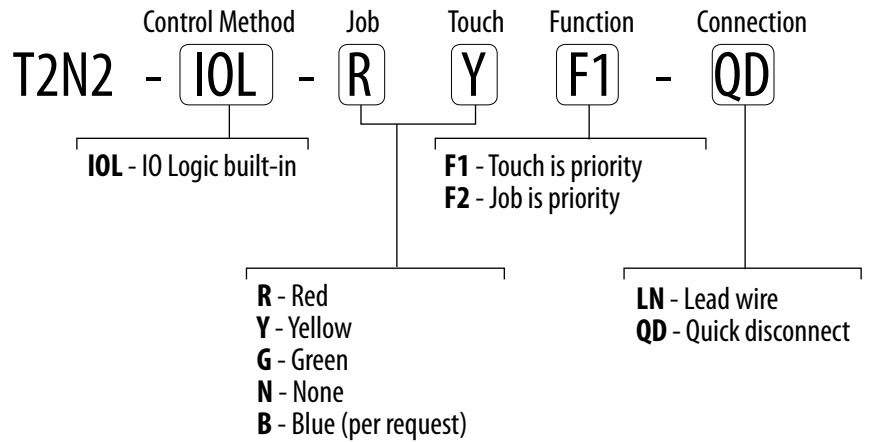 Control Method Job Touch Function Connection
T2N2 - IOL - R Y F1 - QD
IOL - IO Logic built-in
F1 - Touch is priority
F2 - Job is priority
R - Red
Y - Yellow
G - Green
N - None
B - Blue (per request)
LN - Lead wire
QD - Quick disconnect